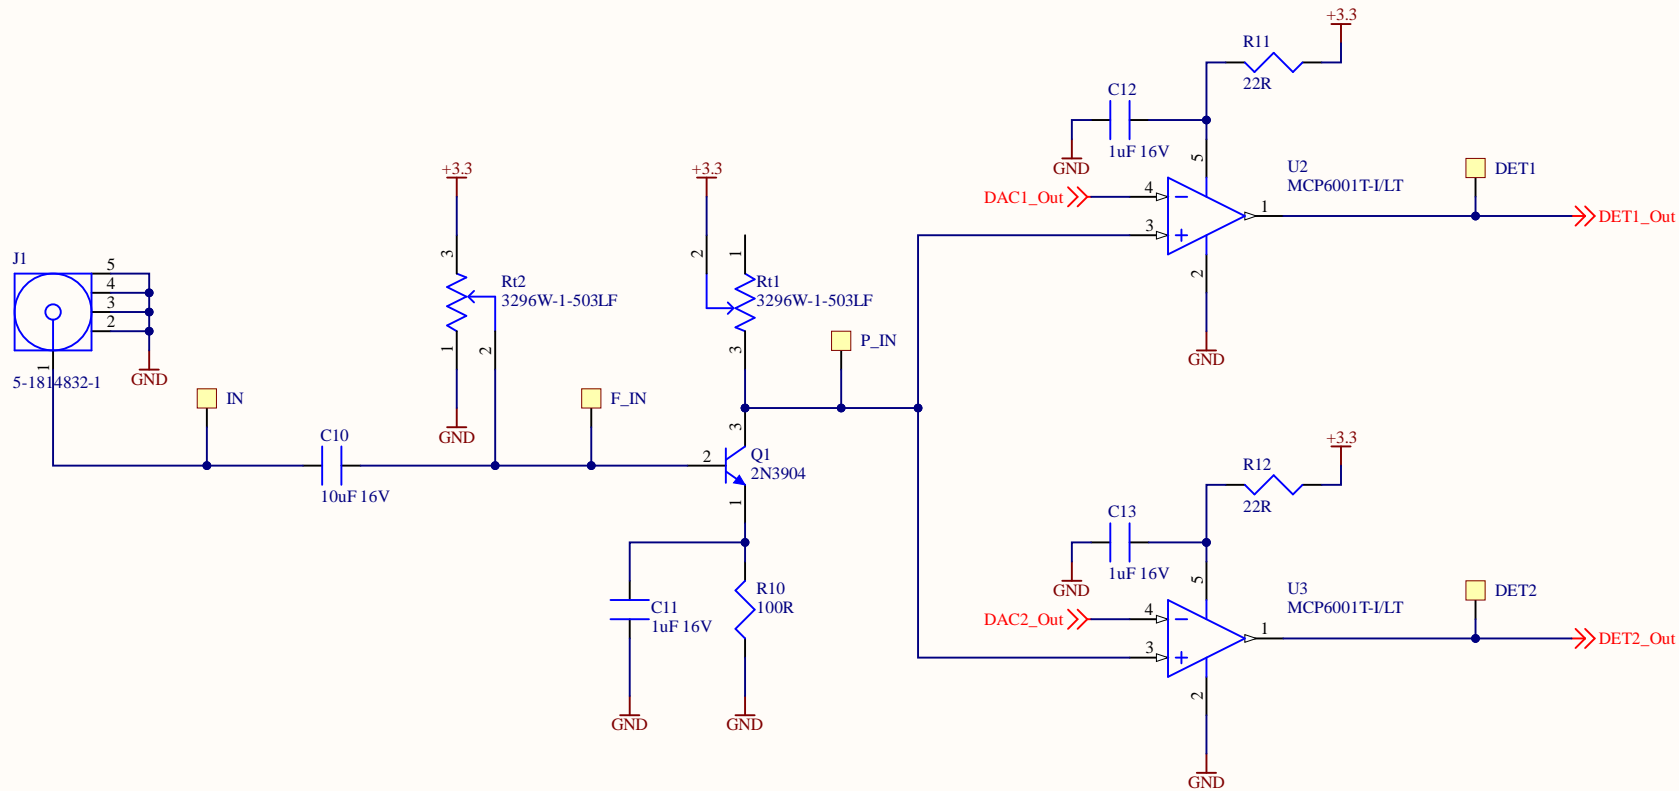 J1
5
4
3
2
1
5-1814832-1
GND
IN
C10
10uF 16V
+3.3
3
Rt2
3296W-1-503LF
1
2
GND
F_IN
+3.3
2
1
Rt1
3296W-1-503LF
3
P_IN
3
2
Q1
2N3904
1
C11
1uF 16V
GND
R10
100R
GND
+3.3
R11
22R
C12
1uF 16V
GND
5
U2
MCP6001T-I/LT
DAC1_Out
4
3
1
2
GND
DET1
DET1_Out
+3.3
R12
22R
C13
1uF 16V
GND
5
U3
MCP6001T-I/LT
DAC2_Out
4
3
1
2
GND
DET2
DET2_Out